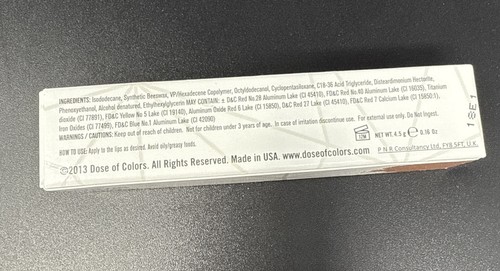 INGREDIENTS: Isododecane, Synthetic Beeswax, VP/Hexadecene Copolymer, Octyldodecanol, Cyclopentasiloxane, C18-36 Acid Triglyceride, Disteardimonium Hectorite,
Phenoxyethanol, Alcohol denatured, Ethylhexylglycerin MAY CONTAIN: ± D&C Red No.28 Aluminum Lake (CI 45410), FD&C Red No.40 Aluminum Lake (CI 16035), Titanium
dioxide (CI 77891), FD&C Yellow No 5 Lake (CI 19140), Aluminum Oxide Red 6 Lake (CI 15850), D&C Red 27 Lake (CI 45410), FD&C Red 7 Calcium Lake (CI 15850:1),
Iron Oxides (CI 77499), FD&C Blue No.1 Aluminum Lake (CI 42090)
WARNINGS / CAUTIONS: Keep out of reach of children. Not for children under 3 years of age. In case of irritation discontinue use. For external use only. Do Not Ingest.
HOW TO USE: Apply to the lips as desired. Avoid oily/greasy foods.
12M NET WT. 4.5 g ℮ 0.16 Oz
©2013 Dose of Colors. All Rights Reserved. Made in USA. www.doseofcolors.com
P N R Consultancy Ltd, FY8 5FT, U.K.
18E1